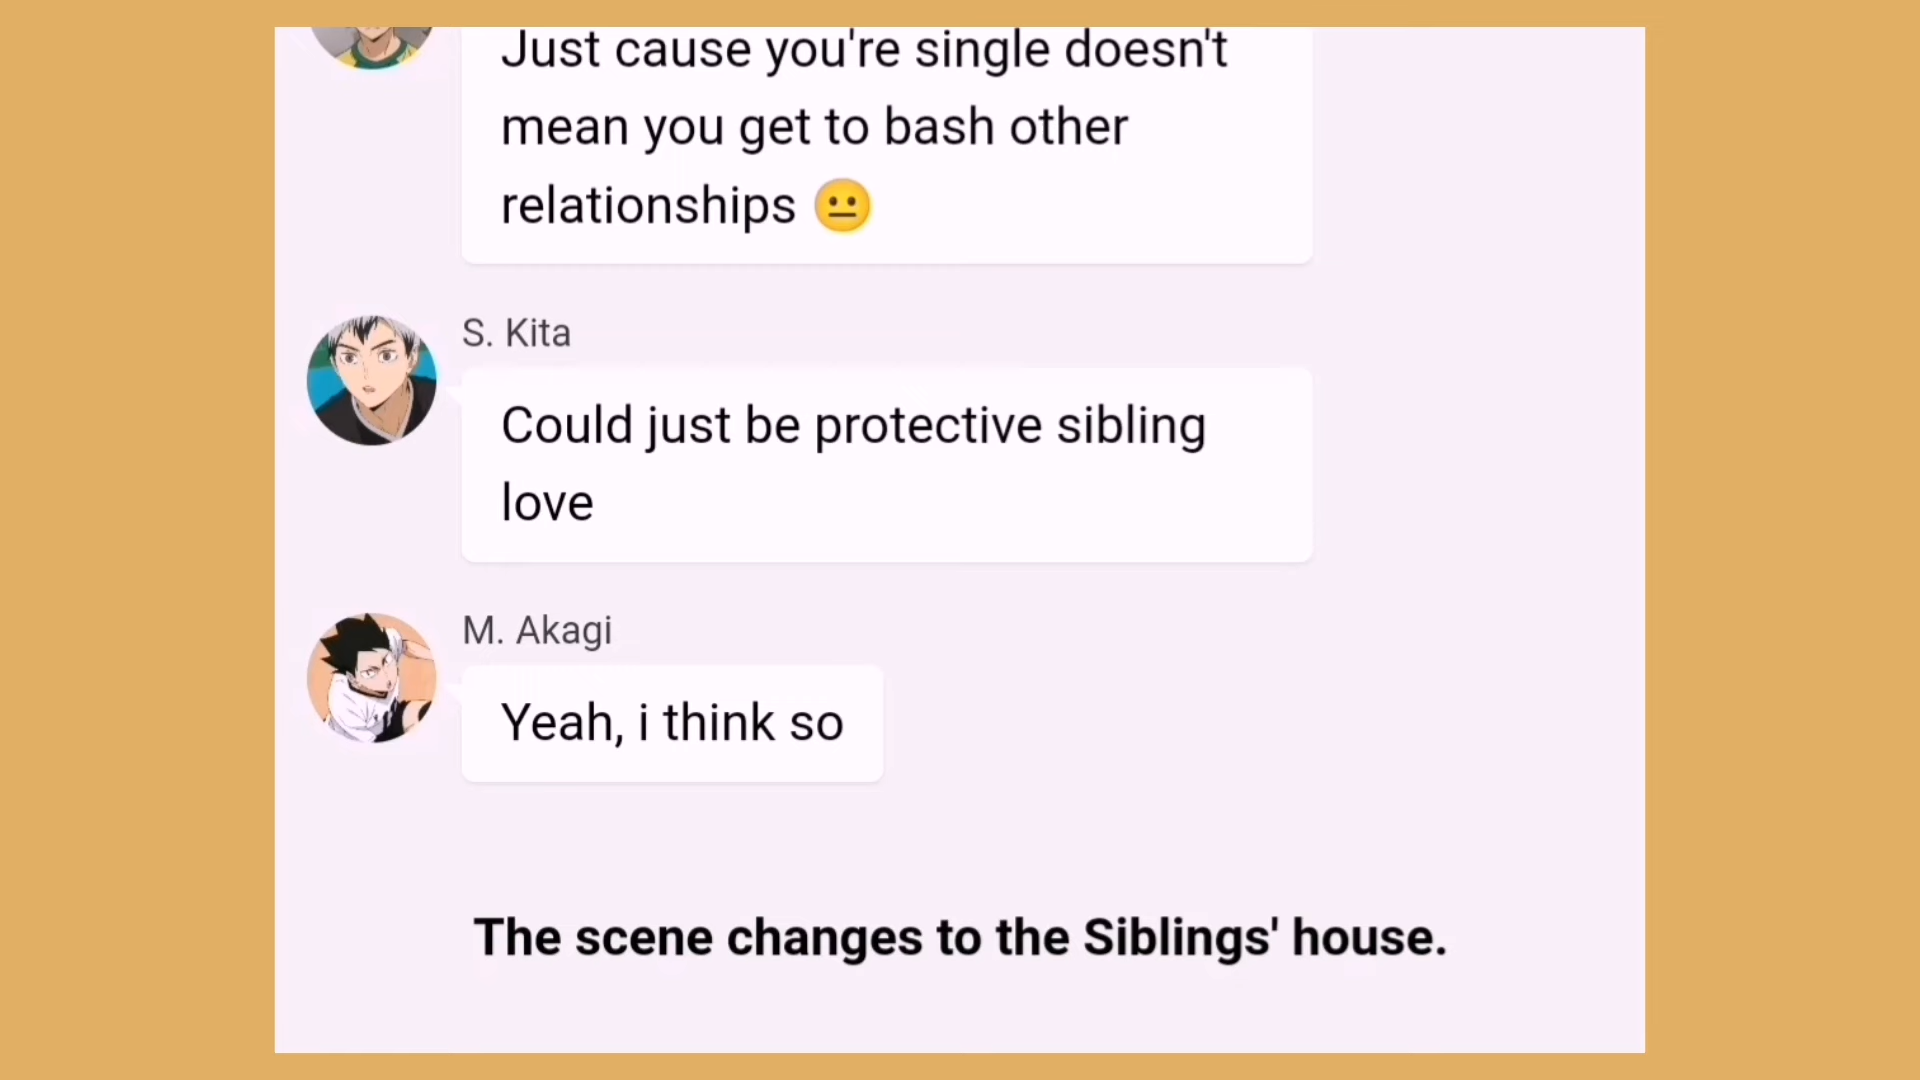 Just cause you're single doesn't
mean you get to bash other
relationships 😐
S. Kita
Could just be protective sibling
love
M. Akagi
Yeah, i think so
The scene changes to the Siblings' house.